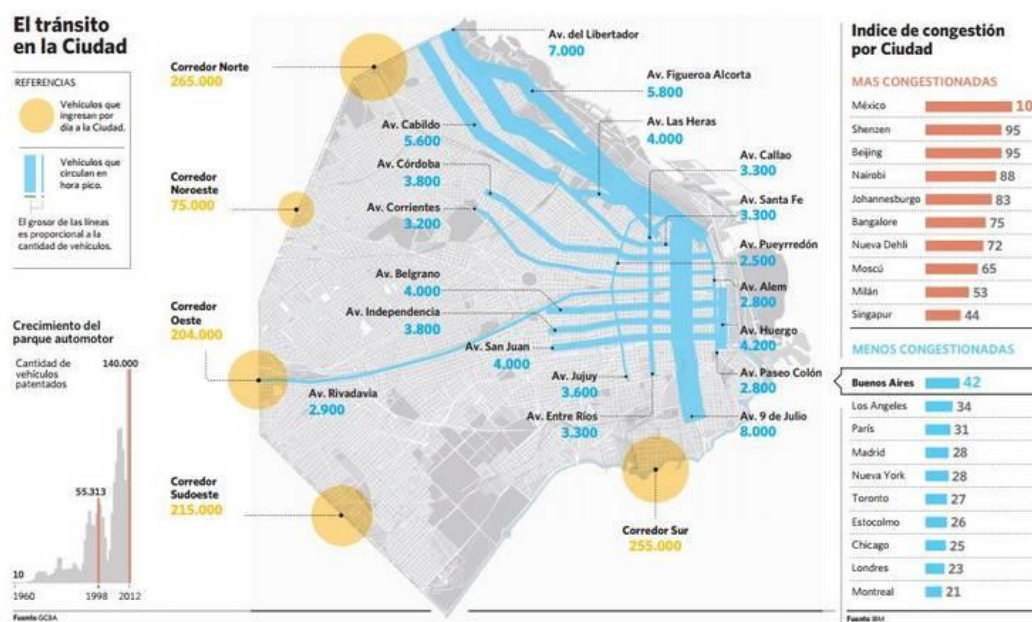 El tránsito
en la Ciudad
REFERENCIAS
Vehículos que
ingresan por
día a la Ciudad.
Vehículos que
circulan en
hora pico.
El grosor de las líneas
es proporcional a la
cantidad de vehículos.
Crecimiento del
parque automotor
Cantidad de
vehículos
patentados
140.000
55.313
10
1960
1998
2012
Fuente GCBA
Corredor Norte
265.000
Corredor
Noroeste
75.000
Corredor
Oeste
204.000
Corredor
Sudoeste
215.000
Corredor Sur
255.000
Av. del Libertador
7.000
Av. Figueroa Alcorta
5.800
Av. Las Heras
4.000
Av. Cabildo
5.600
Av. Córdoba
3.800
Av. Corrientes
3.200
Av. Callao
3.300
Av. Santa Fe
3.300
Av. Pueyrredón
2.500
Av. Alem
2.800
Av. Belgrano
4.000
Av. Independencia
3.800
Av. San Juan
4.000
Av. Huergo
4.200
Av. Paseo Colón
2.800
Av. Jujuy
3.600
Av. Rivadavia
2.900
Av. Entre Ríos
3.300
Av. 9 de Julio
8.000
Indice de congestión
por Ciudad
MAS CONGESTIONADAS
México 10
Shenzen 95
Beijing 95
Nairobi 88
Johannesburgo 83
Bangalore 75
Nueva Dehli 72
Moscú 65
Milán 53
Singapur 44
MENOS CONGESTIONADAS
Buenos Aires 42
Los Angeles 34
París 31
Madrid 28
Nueva York 28
Toronto 27
Estocolmo 26
Chicago 25
Londres 23
Montreal 21
Fuente IBM